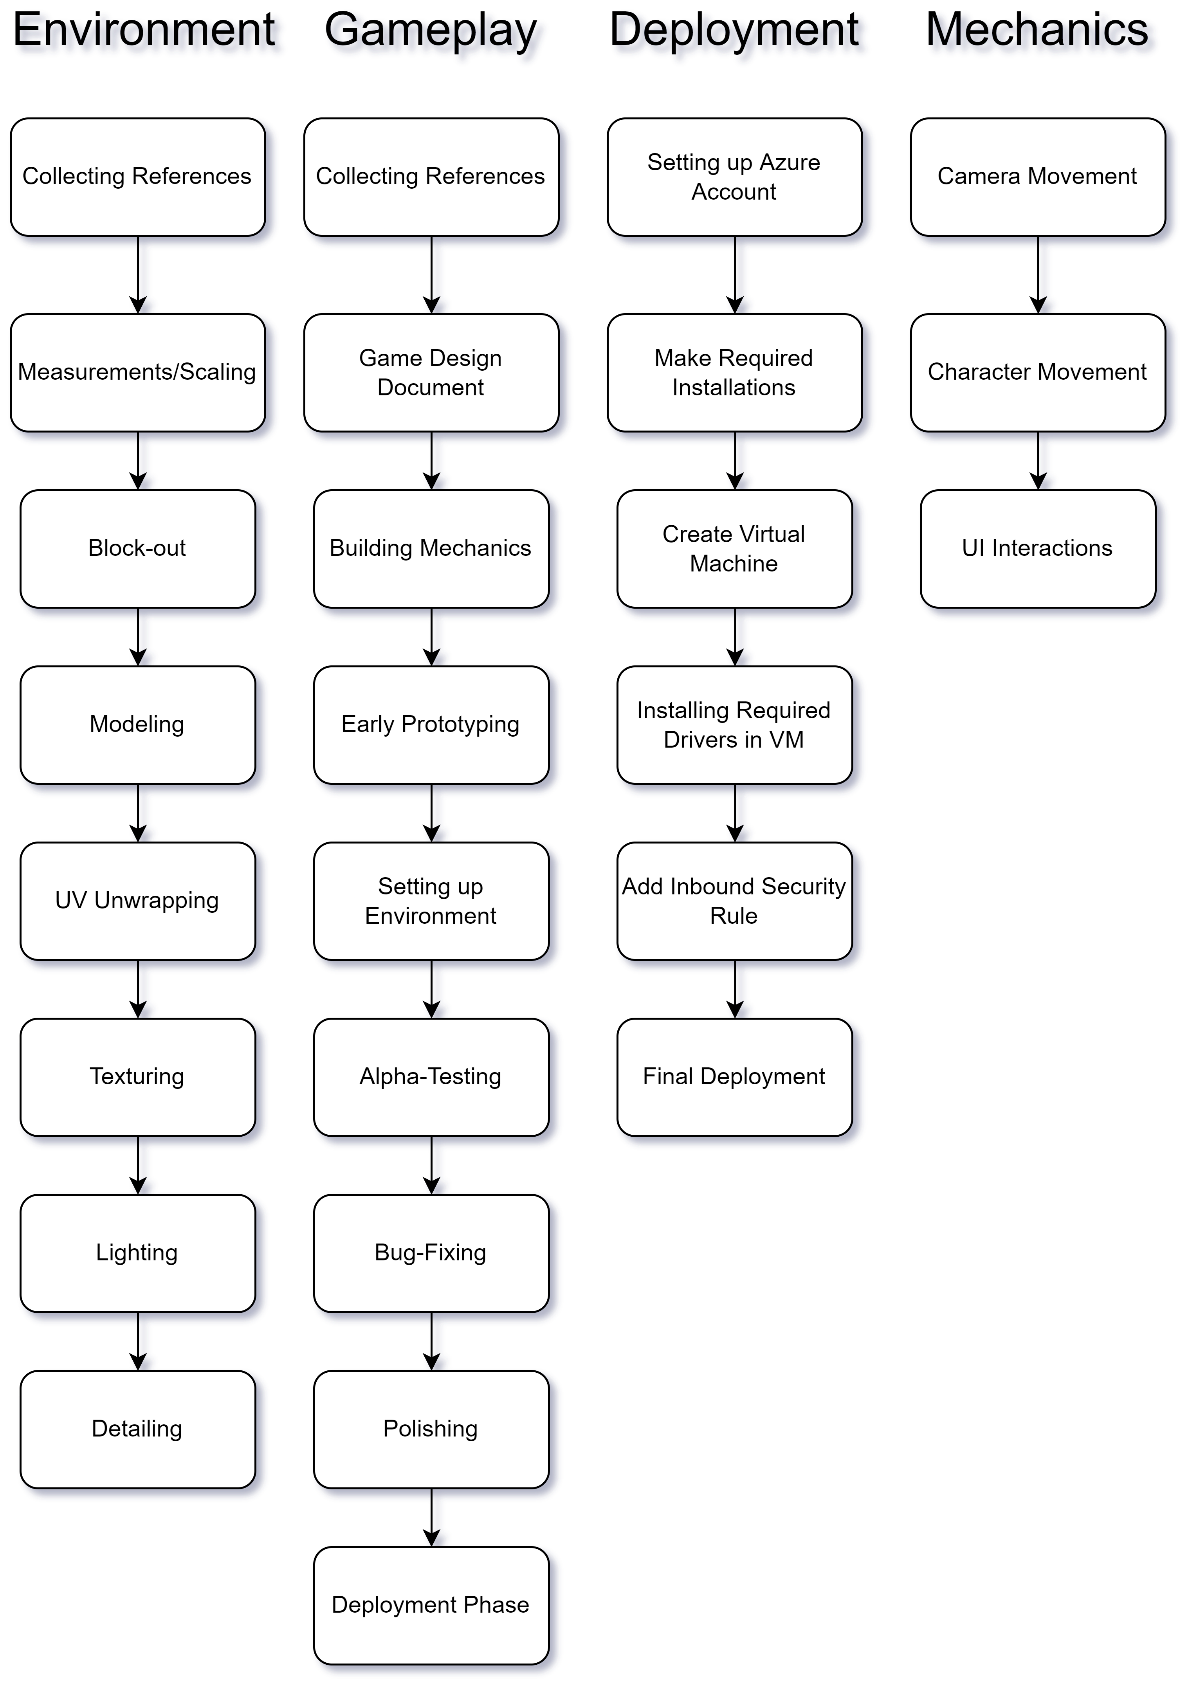 Environment
Collecting References
Measurements/Scaling
Block-out
Modeling
UV Unwrapping
Texturing
Lighting
Detailing
Gameplay
Collecting References
Game Design
Document
Building Mechanics
Early Prototyping
Setting up
Environment
Alpha-Testing
Bug-Fixing
Polishing
Deployment Phase
Deployment
Setting up Azure
Account
Make Required
Installations
Create Virtual
Machine
Installing Required
Drivers in VM
Add Inbound Security
Rule
Final Deployment
Mechanics
Camera Movement
Character Movement
UI Interactions